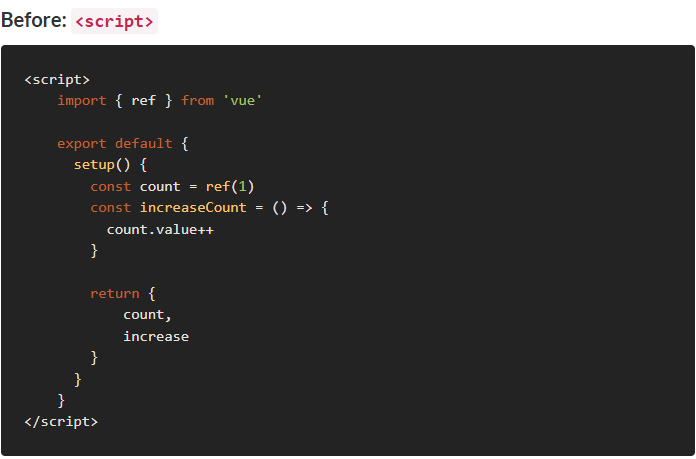 Before: <script>
<script>
    import { ref } from 'vue'

    export default {
      setup() {
        const count = ref(1)
        const increaseCount = () => {
          count.value++
        }

        return {
            count,
            increase
        }
      }
    }
</script>